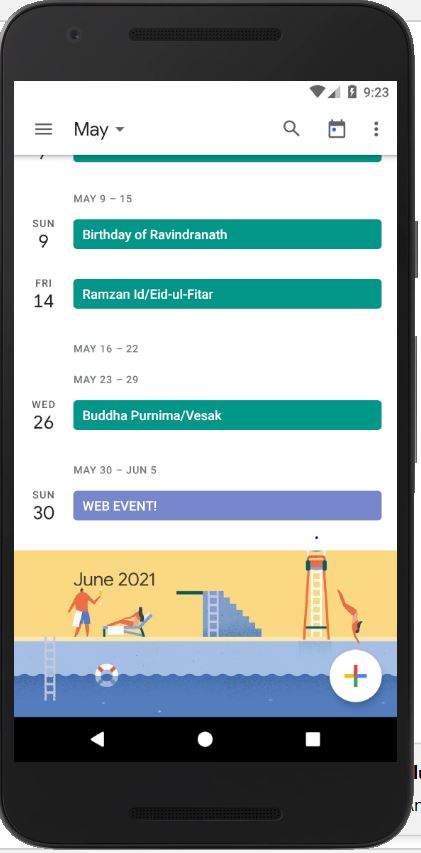 9:23
May
MAY 9 – 15
SUN
9
Birthday of Ravindranath
FRI
14
Ramzan Id/Eid-ul-Fitar
MAY 16 – 22
MAY 23 – 29
WED
26
Buddha Purnima/Vesak
MAY 30 – JUN 5
SUN
30
WEB EVENT!
June 2021